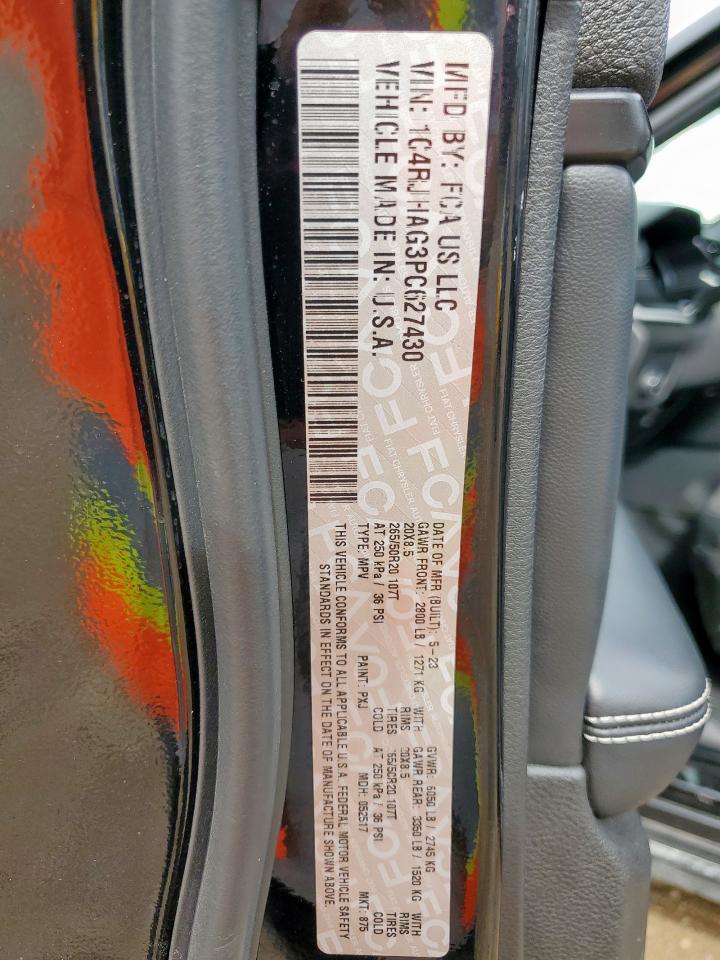 MFD BY: FCA US LLC
VIN: 1C4RJHAG3PC627430
VEHICLE MADE IN: U.S.A.
DATE OF MFR (BUILT): 5-23 GVWR: 6050 LB / 2745 KG
GAWR FRONT: 2800 LB / 1271 KG WITH GAWR REAR: 3350 LB / 1520 KG WITH
20X8.5 RIMS 20X8.5 RIMS
265/50R20 107T TIRES 265/50R20 107T TIRES
AT 250 kPa / 36 PSI COLD AT 250 kPa / 36 PSI COLD
TYPE: MPV PAINT: PXJ MDH: 052517 MKT: 875
THIS VEHICLE CONFORMS TO ALL APPLICABLE U.S.A. FEDERAL MOTOR VEHICLE SAFETY
STANDARDS IN EFFECT ON THE DATE OF MANUFACTURE SHOWN ABOVE.